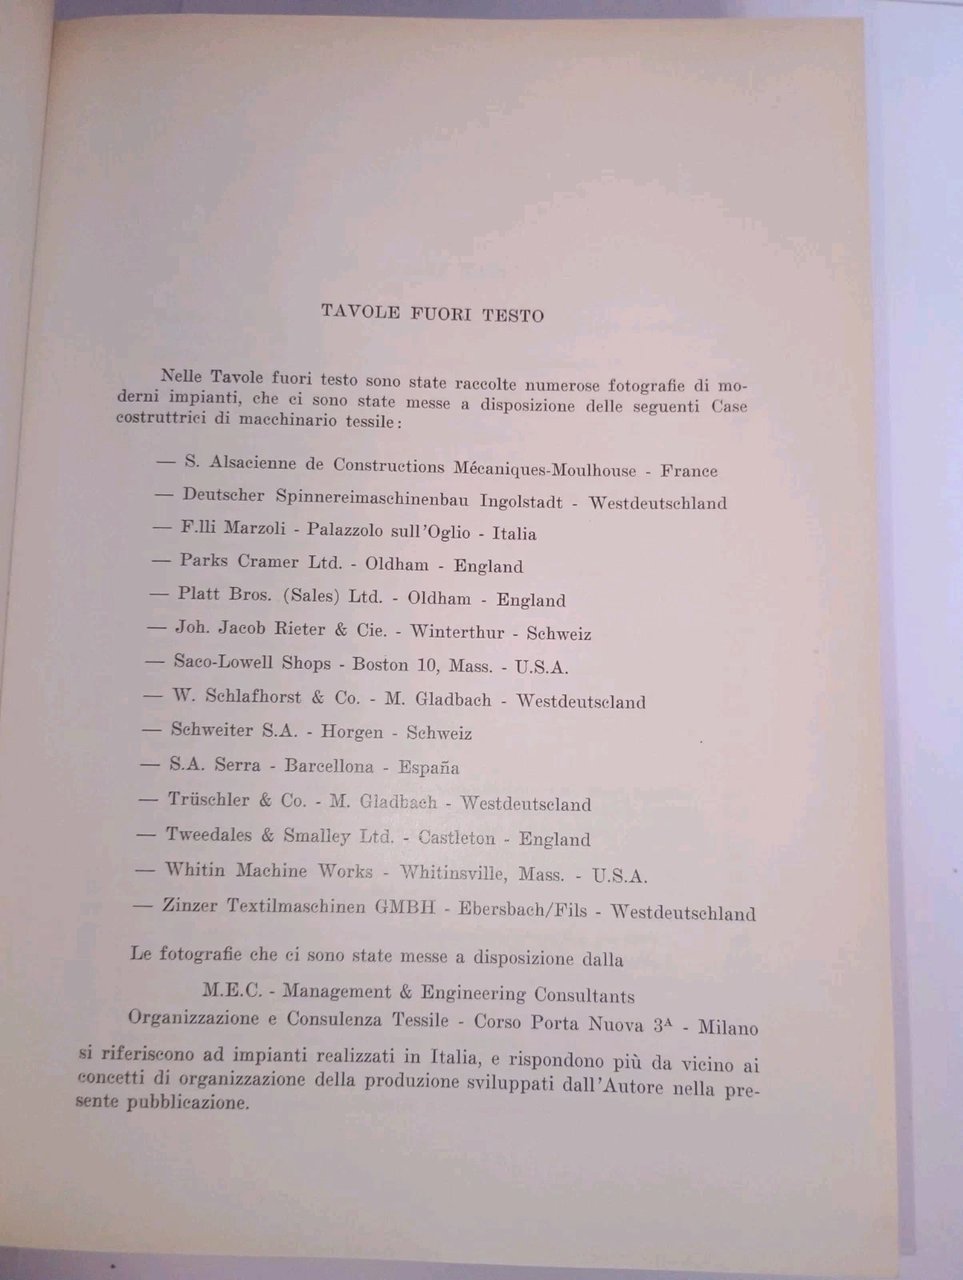 TAVOLE FUORI TESTO
Nelle Tavole fuori testo sono state raccolte numerose fotografie di mo-
derni impianti, che ci sono state messe a disposizione delle seguenti Case
costruttrici di macchinario tessile:
— S. Alsacienne de Constructions Mécaniques-Moulhouse - France
— Deutscher Spinnereimaschinenbau Ingolstadt - Westdeutschland
— F.lli Marzoli - Palazzolo sull'Oglio - Italia
— Parks Cramer Ltd. - Oldham - England
— Platt Bros. (Sales) Ltd. - Oldham - England
— Joh. Jacob Rieter & Cie. - Winterthur - Schweiz
— Saco-Lowell Shops - Boston 10, Mass. - U.S.A.
— W. Schlafhorst & Co. - M. Gladbach - Westdeutscland
— Schweiter S.A. - Horgen - Schweiz
— S.A. Serra - Barcellona - España
— Trüschler & Co. - M. Gladbach - Westdeutscland
— Tweedales & Smalley Ltd. - Castleton - England
— Whitin Machine Works - Whitinsville, Mass. - U.S.A.
— Zinzer Textilmaschinen GMBH - Ebersbach/Fils - Westdeutschland
Le fotografie che ci sono state messe a disposizione dalla
M.E.C. - Management & Engineering Consultants
Organizzazione e Consulenza Tessile - Corso Porta Nuova 3ᴬ - Milano
si riferiscono ad impianti realizzati in Italia, e rispondono più da vicino ai
concetti di organizzazione della produzione sviluppati dall'Autore nella pre-
sente pubblicazione.